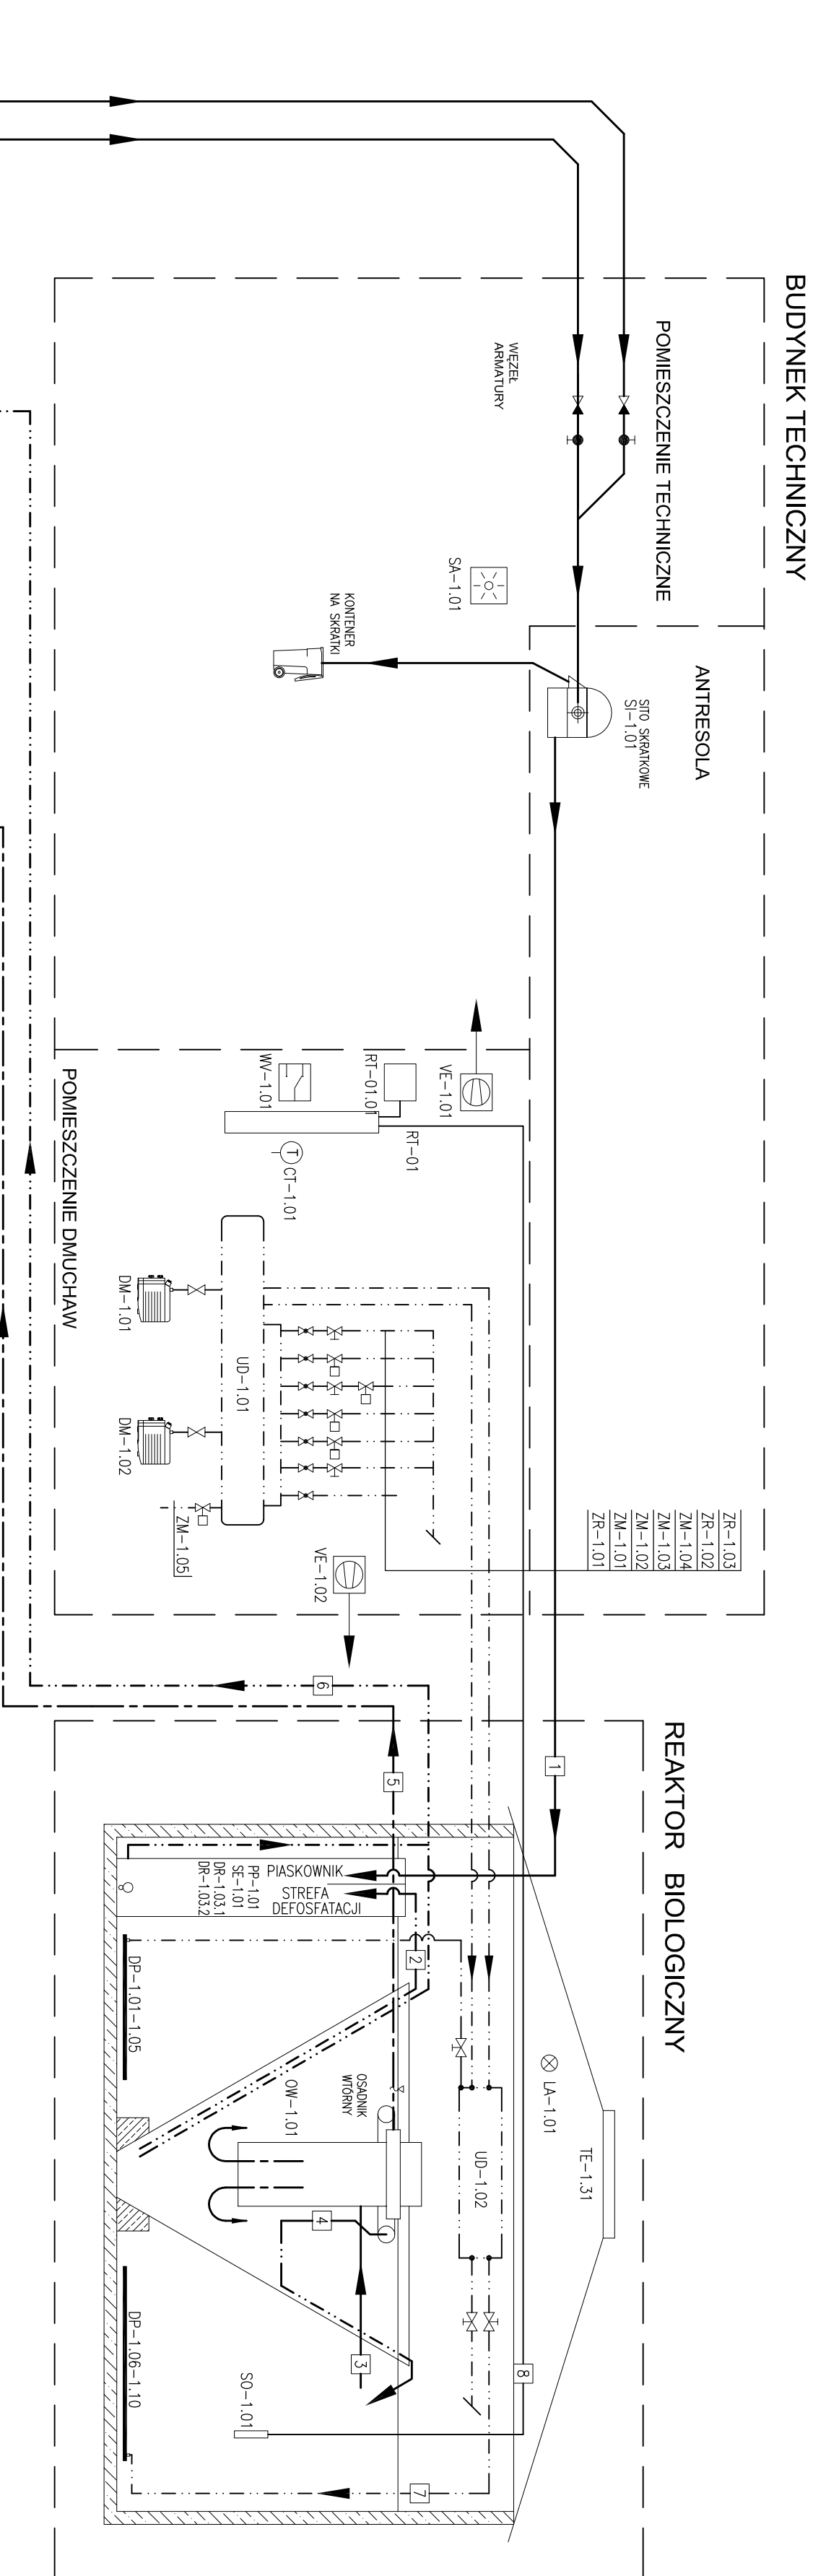 BUDYNEK TECHNICZNY
POMIESZCZENIE TECHNICZNE
WĘZEŁ
ARMATURY
SA-1.01
KONTENER
NA SKRATKI
ANTRESOLA
SITO SKRATKOWE
SI-1.01
VE-1.01
RT-01.01
RT-01
WV-1.01
T
CT-1.01
POMIESZCZENIE DMUCHAW
DM-1.01
DM-1.02
UD-1.01
ZM-1.05
VE-1.02
ZR-1.03
ZR-1.02
ZM-1.04
ZM-1.03
ZM-1.02
ZM-1.01
ZR-1.01
REAKTOR BIOLOGICZNY
1
6
5
PIASKOWNIK
STREFA
DEFOSFATACJI
PP-1.01
SE-1.01
DR-1.03.1
DR-1.03.2
2
DP-1.01-1.05
LA-1.01
TE-1.31
OSADNIK
WTÓRNY
OW-1.01
UD-1.02
4
3
8
DP-1.06-1.10
SO-1.01
7